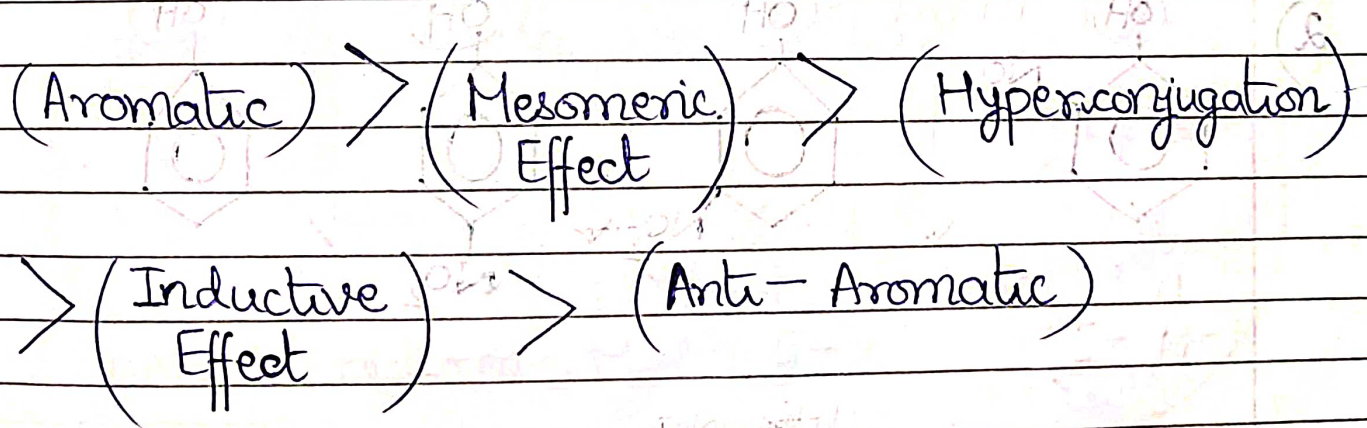 (Aromatic) > (Mesomeric Effect) > (Hyperconjugation)
> (Inductive Effect) > (Anti - Aromatic)